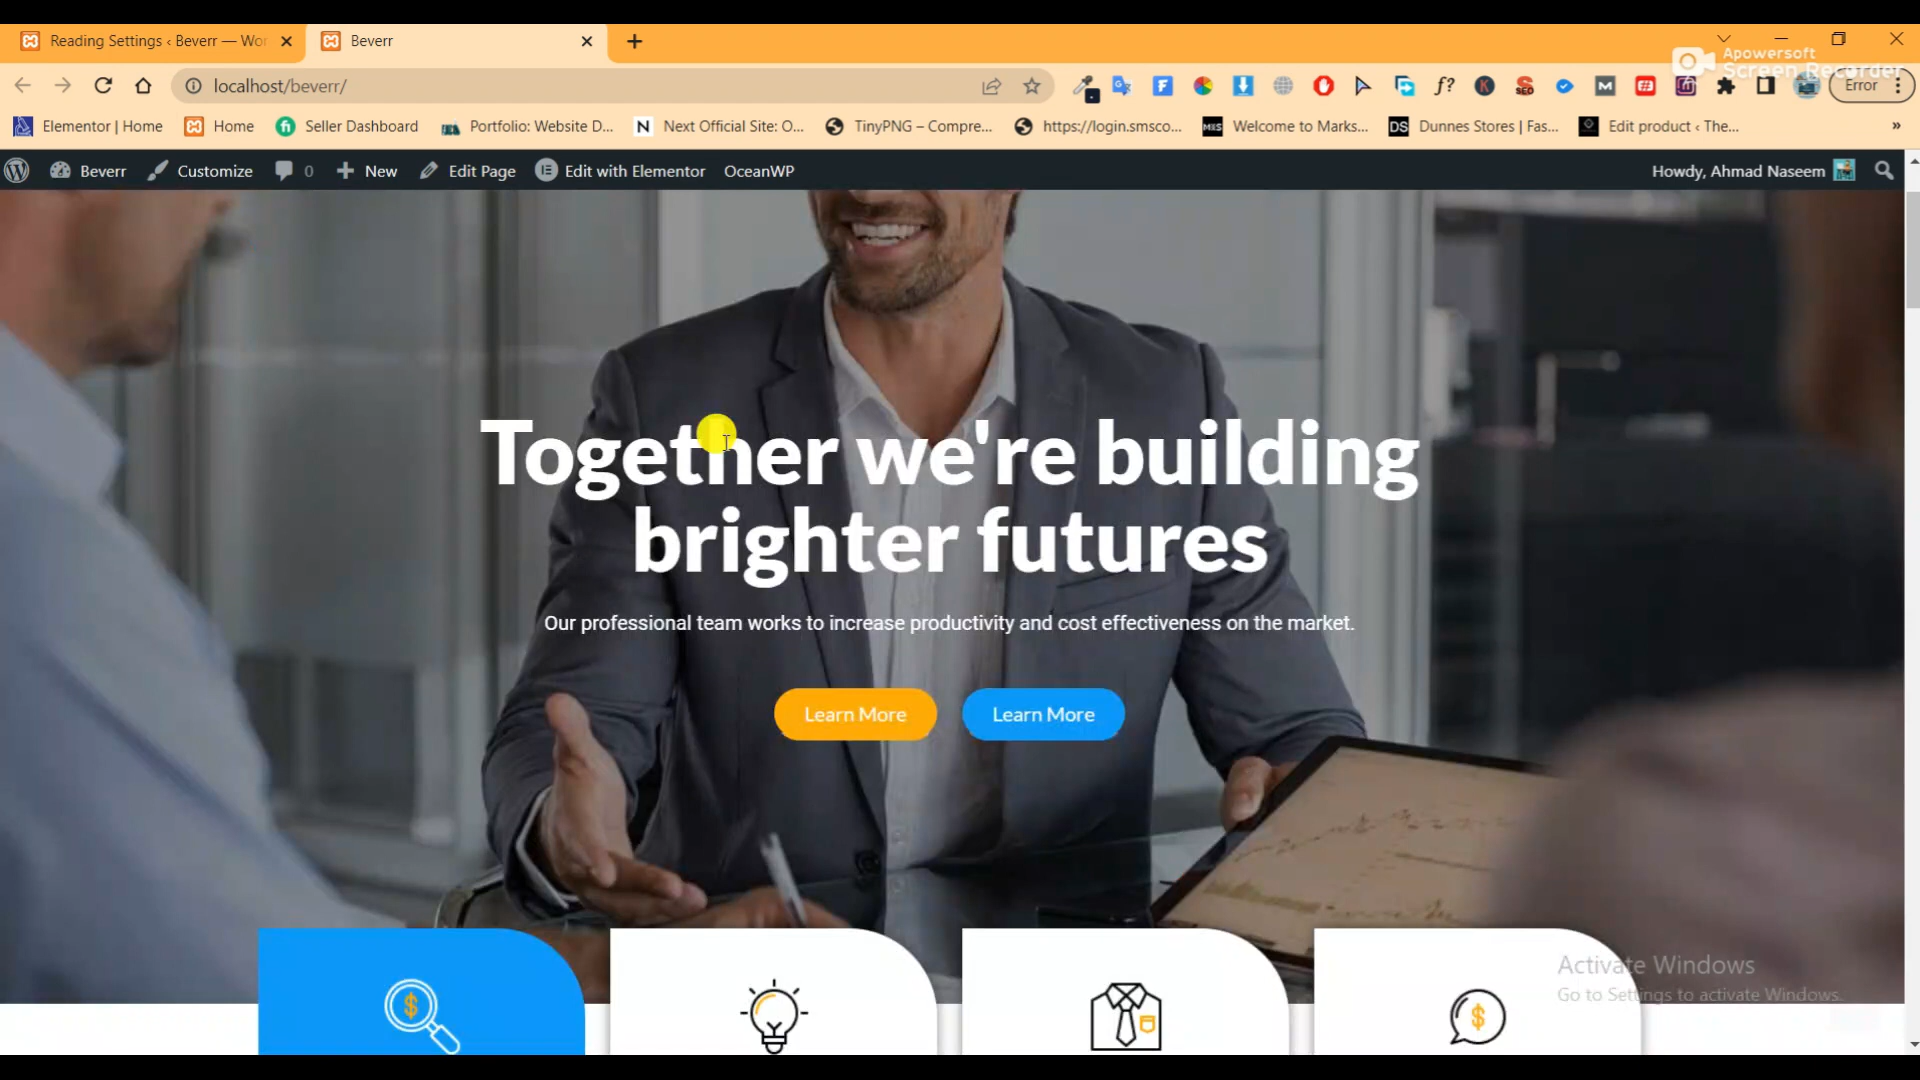 Reading Settings ‹ Beverr — Wor
Beverr
Apowersoft
Screen Recorder
localhost/beverr/
f?
SEO
Error
Elementor | Home
Home
Seller Dashboard
Portfolio: Website D...
Next Official Site: O...
TinyPNG – Compre...
https://login.smsco...
Welcome to Marks...
Dunnes Stores | Fas...
Edit product ‹ The...
»
Beverr
Customize
0
New
Edit Page
Edit with Elementor
OceanWP
Howdy, Ahmad Naseem
Together we're building
brighter futures
Our professional team works to increase productivity and cost effectiveness on the market.
Learn More
Learn More
Activate Windows
Go to Settings to activate Windows.